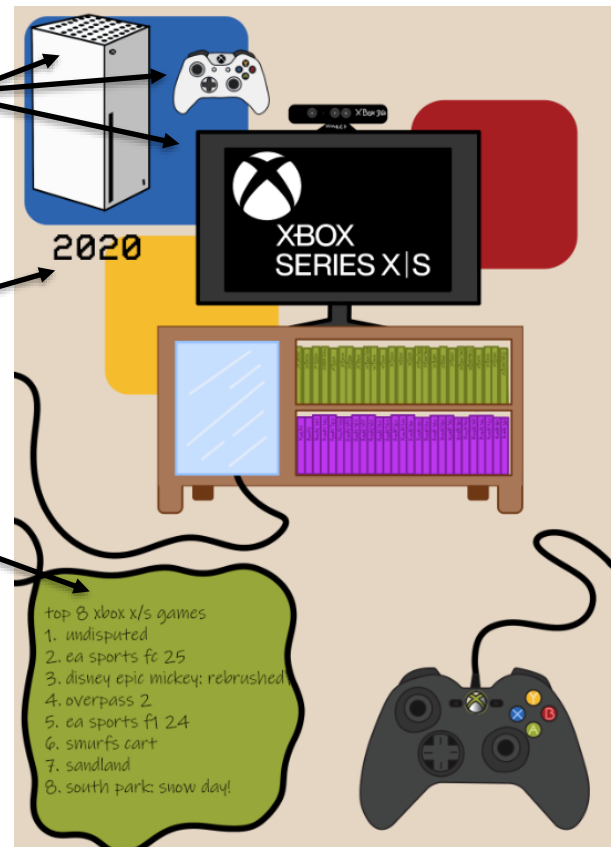 XBox 360
KINECT
XBOX
SERIES X|S
2020
top 8 xbox x/s games
1. undisputed
2. ea sports fc 25
3. disney epic mickey: rebrushed
4. overpass 2
5. ea sports f1 24
6. smurfs cart
7. sandland
8. south park: snow day!
Y
X
B
A